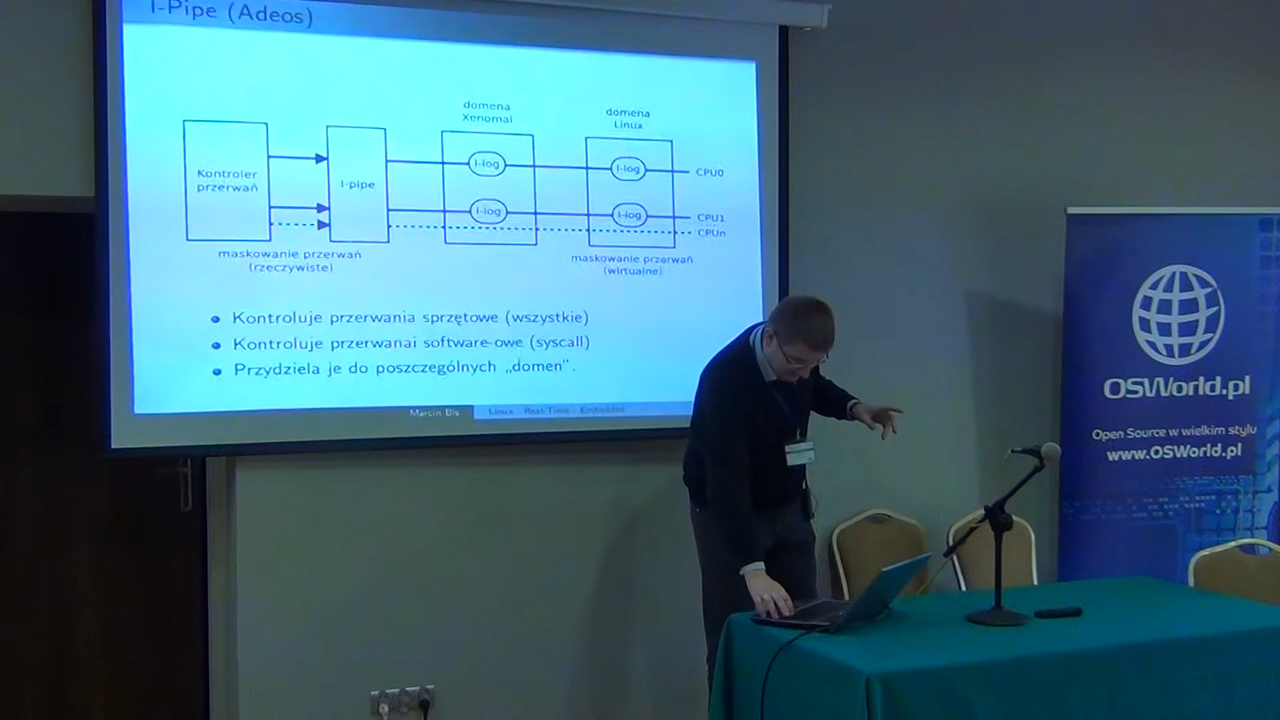 I-Pipe (Adeos)
domena
Xenomai
domena
Linux
Kontroler
przerwań
I-pipe
I-log
I-log
CPU0
I-log
I-log
CPU1
CPUn
maskowanie przerwań
(rzeczywiste)
maskowanie przerwań
(wirtualne)
Kontroluje przerwania sprzętowe (wszystkie)
Kontroluje przerwanai software-owe (syscall)
Przydziela je do poszczególnych „domen”.
Marcin Bis
Linux - Real-Time - Embedded
OSWorld.pl
Open Source w wielkim stylu
www.OSWorld.pl